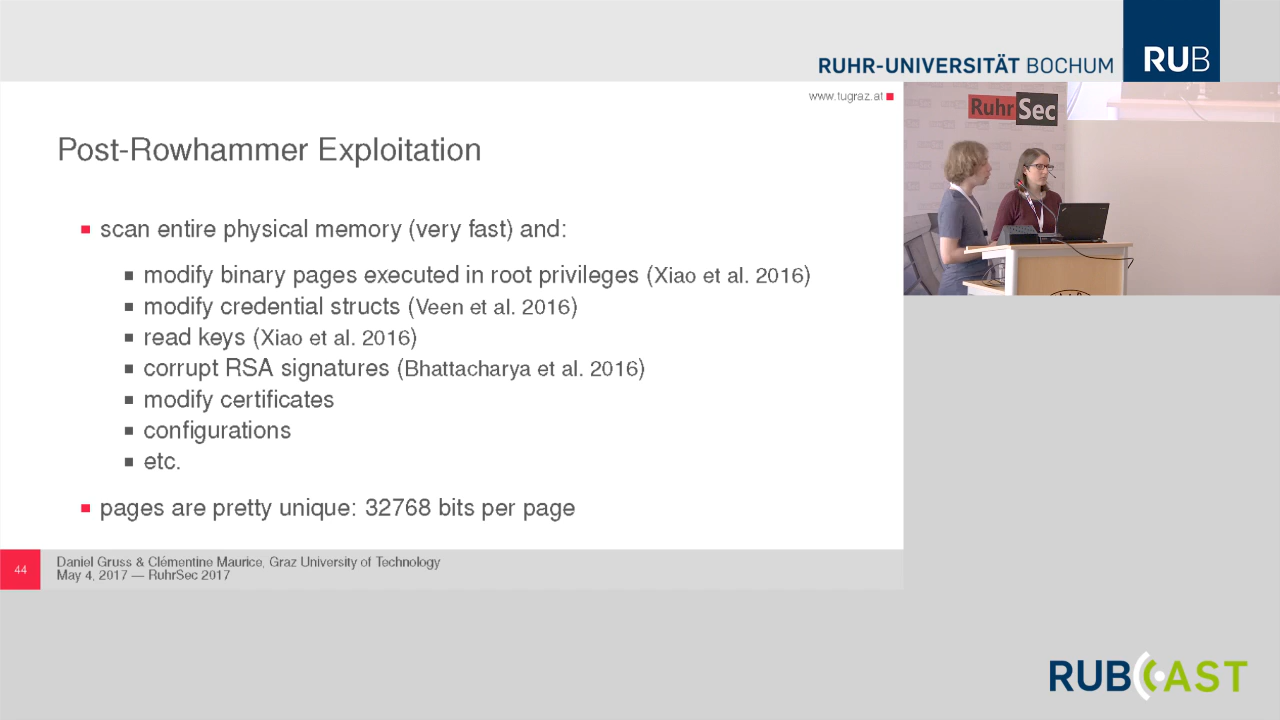 RUHR-UNIVERSITÄT BOCHUM
RUB
www.tugraz.at
Ruhr Sec
Post-Rowhammer Exploitation
scan entire physical memory (very fast) and:
modify binary pages executed in root privileges (Xiao et al. 2016)
modify credential structs (Veen et al. 2016)
read keys (Xiao et al. 2016)
corrupt RSA signatures (Bhattacharya et al. 2016)
modify certificates
configurations
etc.
pages are pretty unique: 32768 bits per page
44
Daniel Gruss & Clémentine Maurice, Graz University of Technology
May 4, 2017 — RuhrSec 2017
RUBCAST